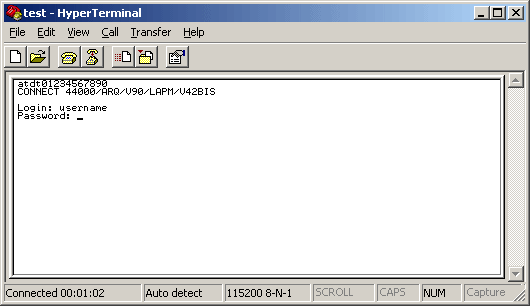 test - HyperTerminal
File Edit View Call Transfer Help
atdt01234567890
CONNECT 44000/ARQ/V90/LAPM/V42BIS
Login: username
Password: _
Connected 00:01:02 Auto detect 115200 8-N-1 SCROLL CAPS NUM Capture